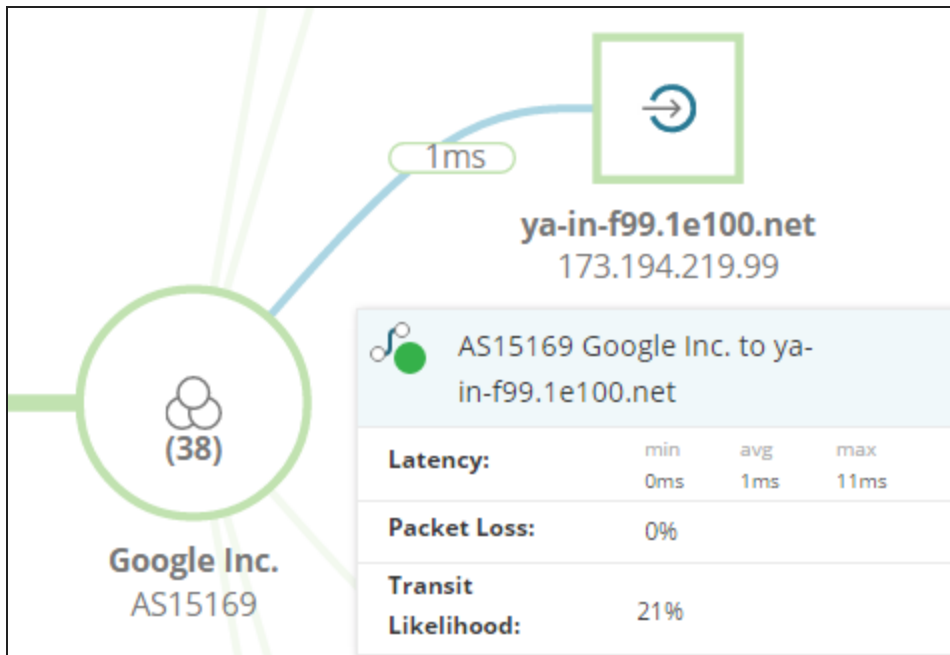 1ms
ya-in-f99.1e100.net
173.194.219.99
(38)
Google Inc.
AS15169
AS15169 Google Inc. to ya-
in-f99.1e100.net
Latency:
min avg max
0ms 1ms 11ms
Packet Loss: 0%
Transit
Likelihood: 21%